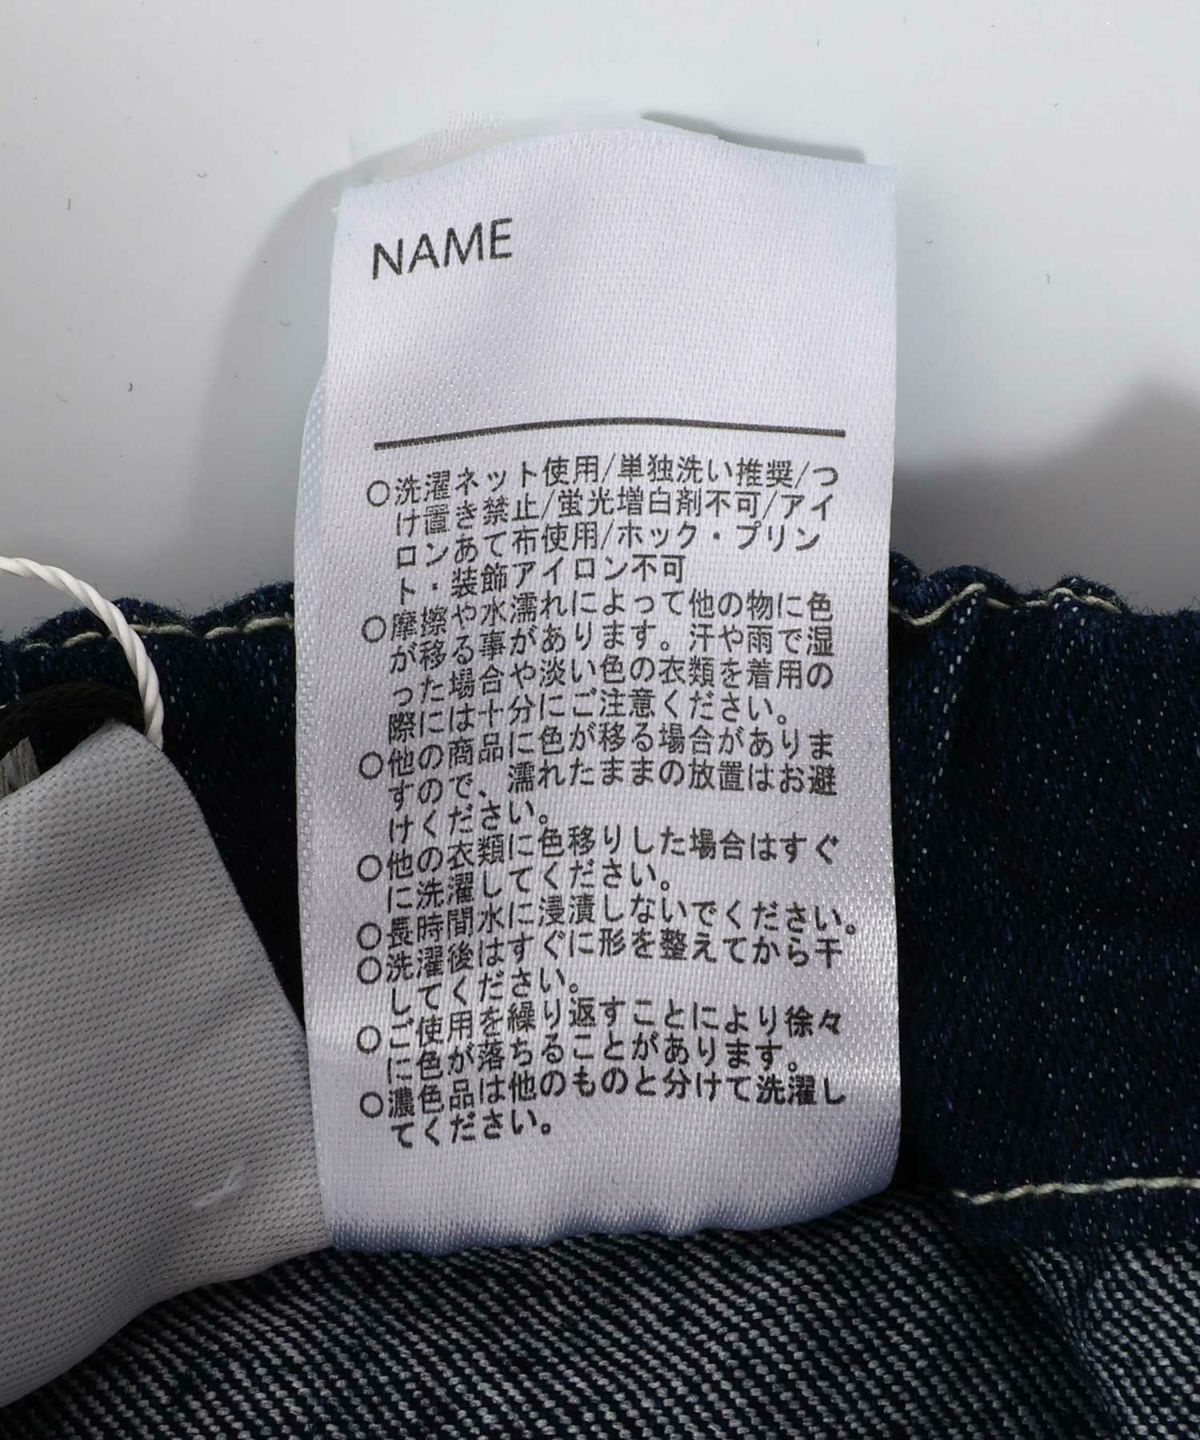 NAME
○洗濯ネット使用/単独洗い推奨/つ
け置き禁止/蛍光増白剤不可/アイ
ロンあて布使用/ホック・プリン
ト・装飾アイロン不可
○摩擦や水濡れによって他の物に色
が移る事があります。汗や雨で湿
った場合や淡い色の衣類を着用の
際には十分にご注意ください。
○他の商品に色が移る場合がありま
すので、濡れたままの放置はお避
けください。
○他の衣類に色移りした場合はすぐ
に洗濯してください。
○長時間水に浸漬しないでください。
○洗濯後はすぐに形を整えてから干
してください。
○ご使用を繰り返すことにより徐々
に色が落ちることがあります。
○濃色品は他のものと分けて洗濯し
てください。